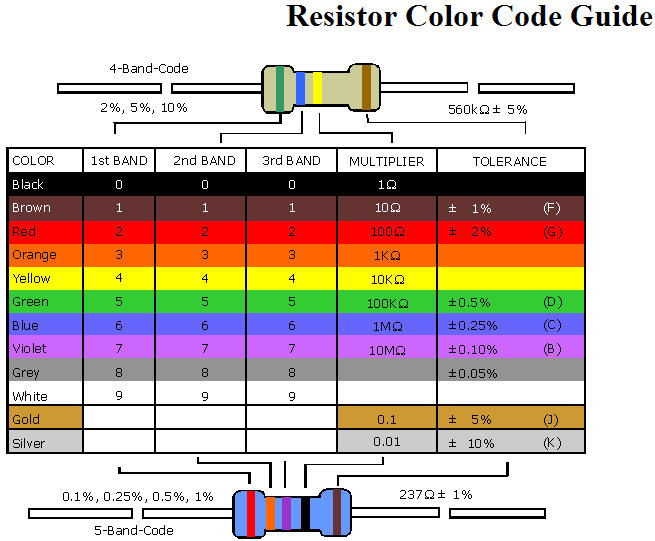 Resistor Color Code Guide
4-Band-Code
2%, 5%, 10%
560kΩ ± 5%
COLOR 1st BAND 2nd BAND 3rd BAND MULTIPLIER TOLERANCE
Black 0 0 0 1Ω
Brown 1 1 1 10Ω ± 1% (F)
Red 2 2 2 100Ω ± 2% (G)
Orange 3 3 3 1KΩ
Yellow 4 4 4 10KΩ
Green 5 5 5 100KΩ ±0.5% (D)
Blue 6 6 6 1MΩ ±0.25% (C)
Violet 7 7 7 10MΩ ±0.10% (B)
Grey 8 8 8 ±0.05%
White 9 9 9
Gold 0.1 ± 5% (J)
Silver 0.01 ± 10% (K)
0.1%, 0.25%, 0.5%, 1%
237Ω ± 1%
5-Band-Code